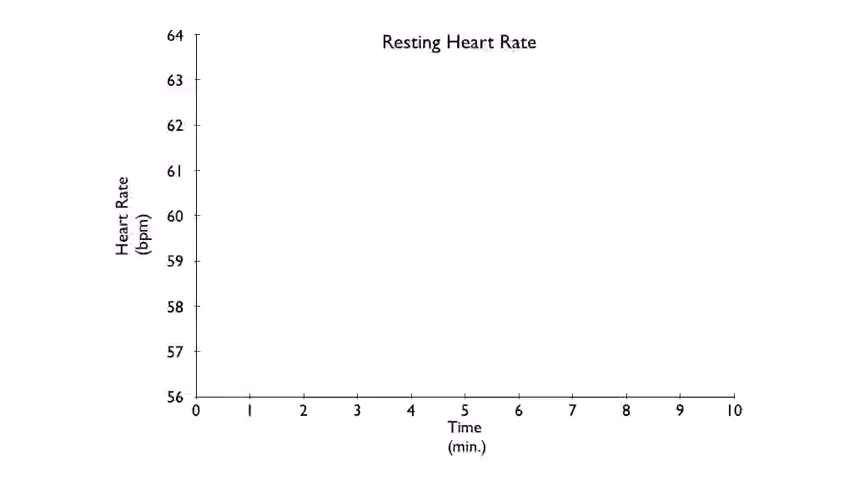 Resting Heart Rate
64
63
62
61
60
59
58
57
56
Heart Rate
(bpm)
0 1 2 3 4 5 6 7 8 9 10
Time
(min.)